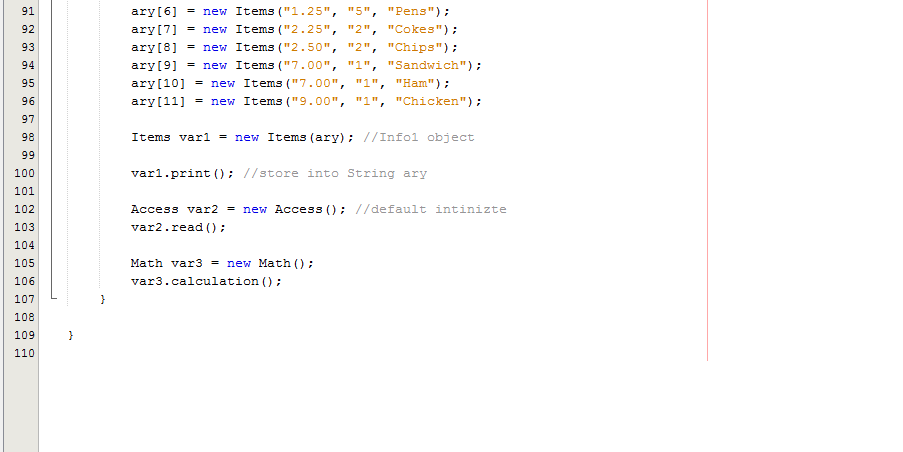 91 ary[6] = new Items("1.25", "5", "Pens");
92 ary[7] = new Items("2.25", "2", "Cokes");
93 ary[8] = new Items("2.50", "2", "Chips");
94 ary[9] = new Items("7.00", "1", "Sandwich");
95 ary[10] = new Items("7.00", "1", "Ham");
96 ary[11] = new Items("9.00", "1", "Chicken");
97
98 Items var1 = new Items(ary); //Info1 object
99
100 var1.print(); //store into String ary
101
102 Access var2 = new Access(); //default intinizte
103 var2.read();
104
105 Math var3 = new Math();
106 var3.calculation();
107 }
108
109 }
110